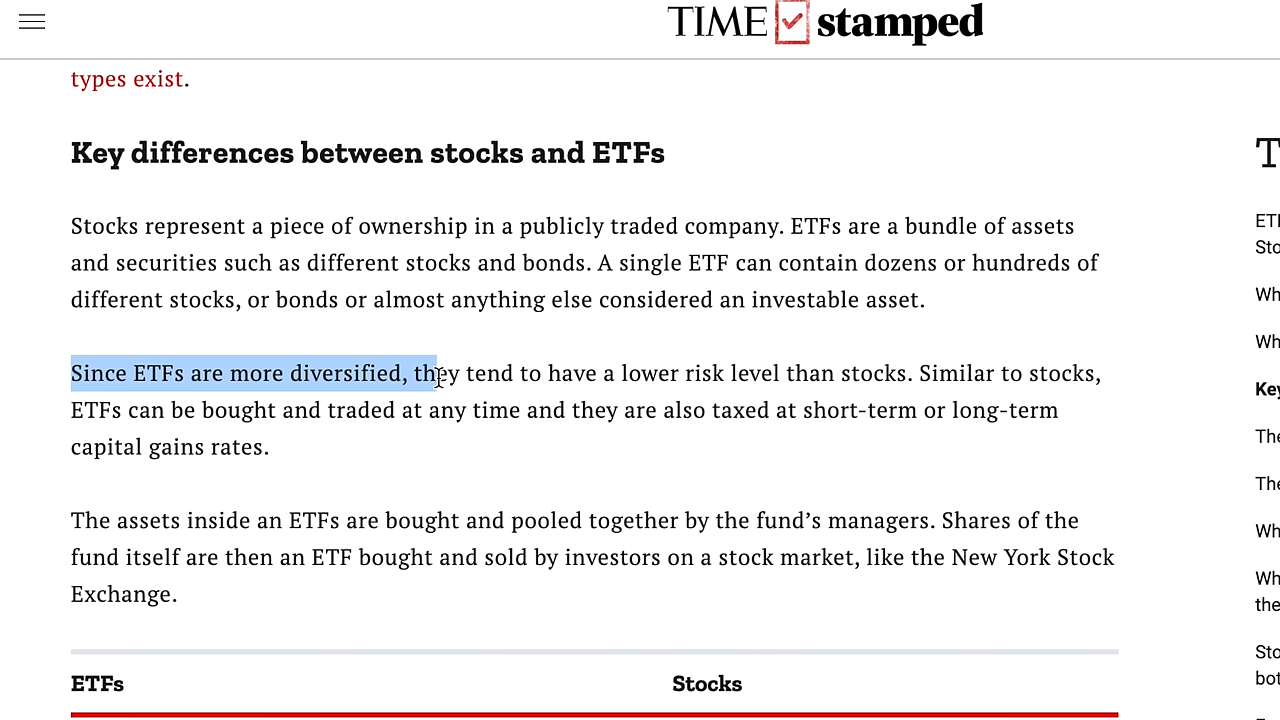 TIME stamped
types exist.
Key differences between stocks and ETFs
Stocks represent a piece of ownership in a publicly traded company. ETFs are a bundle of assets
and securities such as different stocks and bonds. A single ETF can contain dozens or hundreds of
different stocks, or bonds or almost anything else considered an investable asset.
Since ETFs are more diversified, they tend to have a lower risk level than stocks. Similar to stocks,
ETFs can be bought and traded at any time and they are also taxed at short-term or long-term
capital gains rates.
The assets inside an ETFs are bought and pooled together by the fund’s managers. Shares of the
fund itself are then an ETF bought and sold by investors on a stock market, like the New York Stock
Exchange.
ETFs Stocks